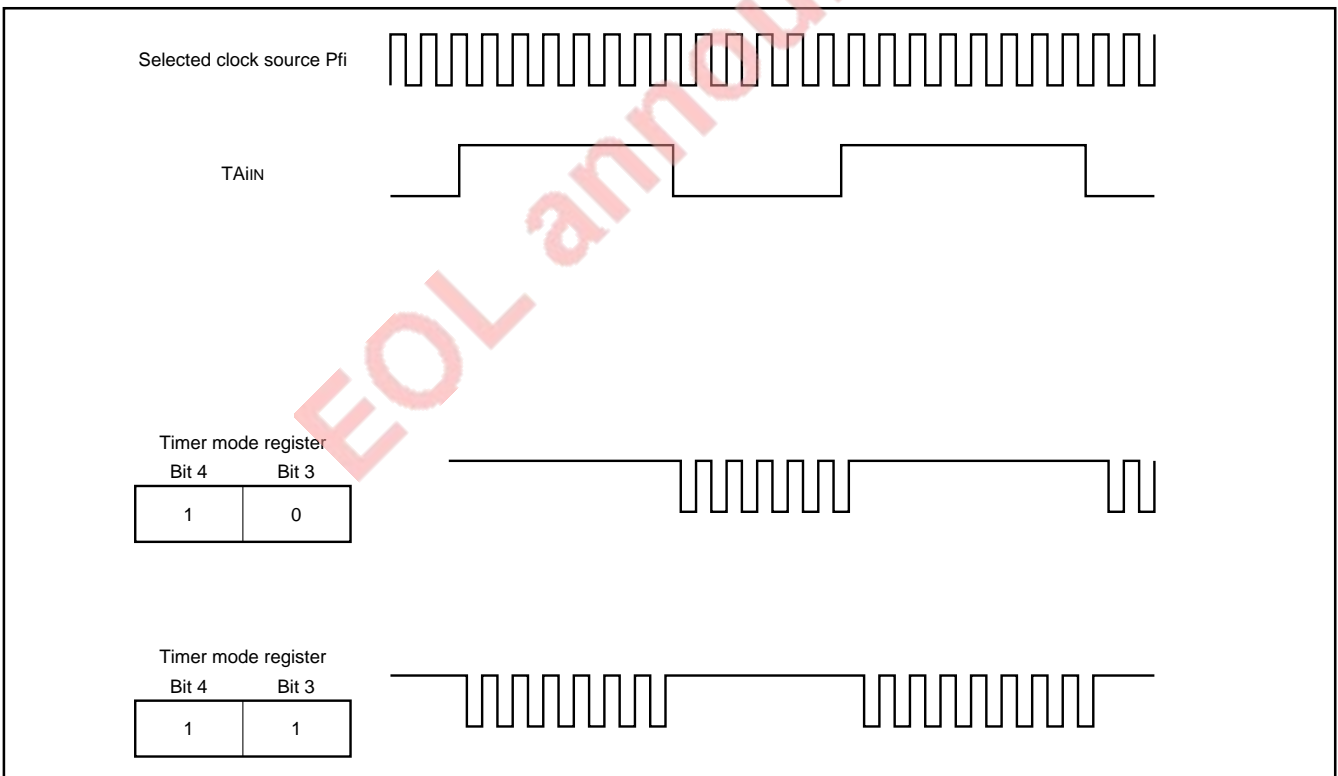 Selected clock source Pfi
TAiIN
EOL announ
Timer mode register
Bit 4 Bit 3
1 0
Timer mode register
Bit 4 Bit 3
1 1